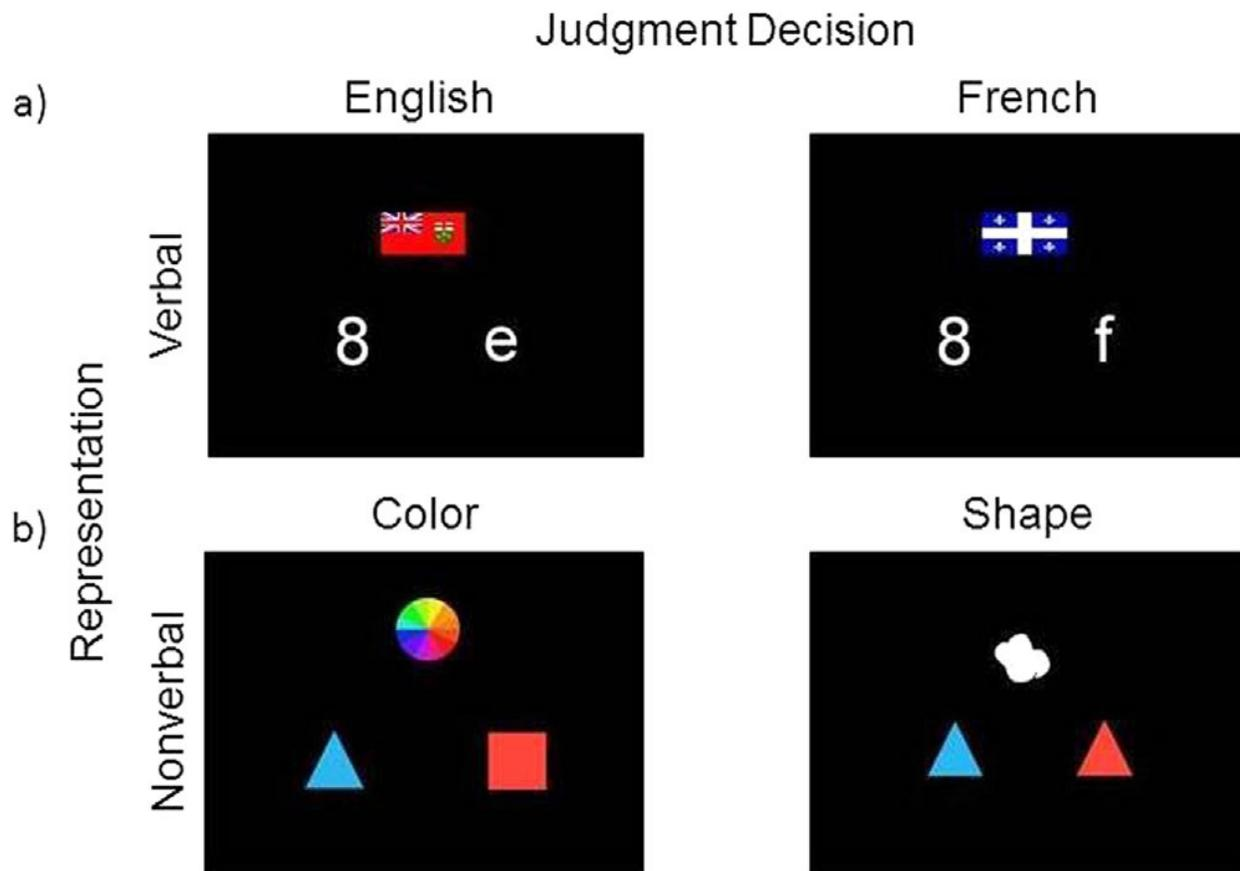 Judgment Decision
a)
English
French
Verbal
8 e
8 f
Representation
b)
Color
Shape
Nonverbal